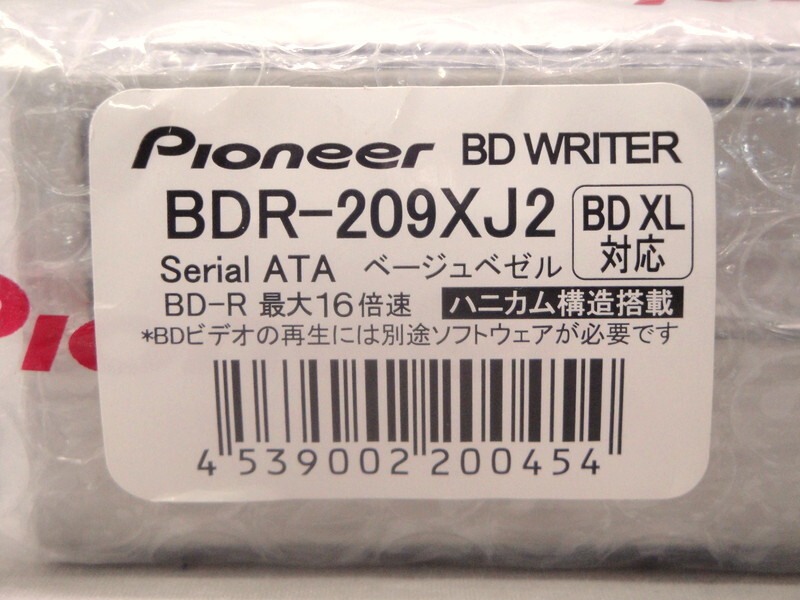 Pioneer BD WRITER
BDR-209XJ2
BD XL
対応
Serial ATA ベージュベゼル
BD-R 最大16倍速 ハニカム構造搭載
*BDビデオの再生には別途ソフトウェアが必要です
4 539002 200454